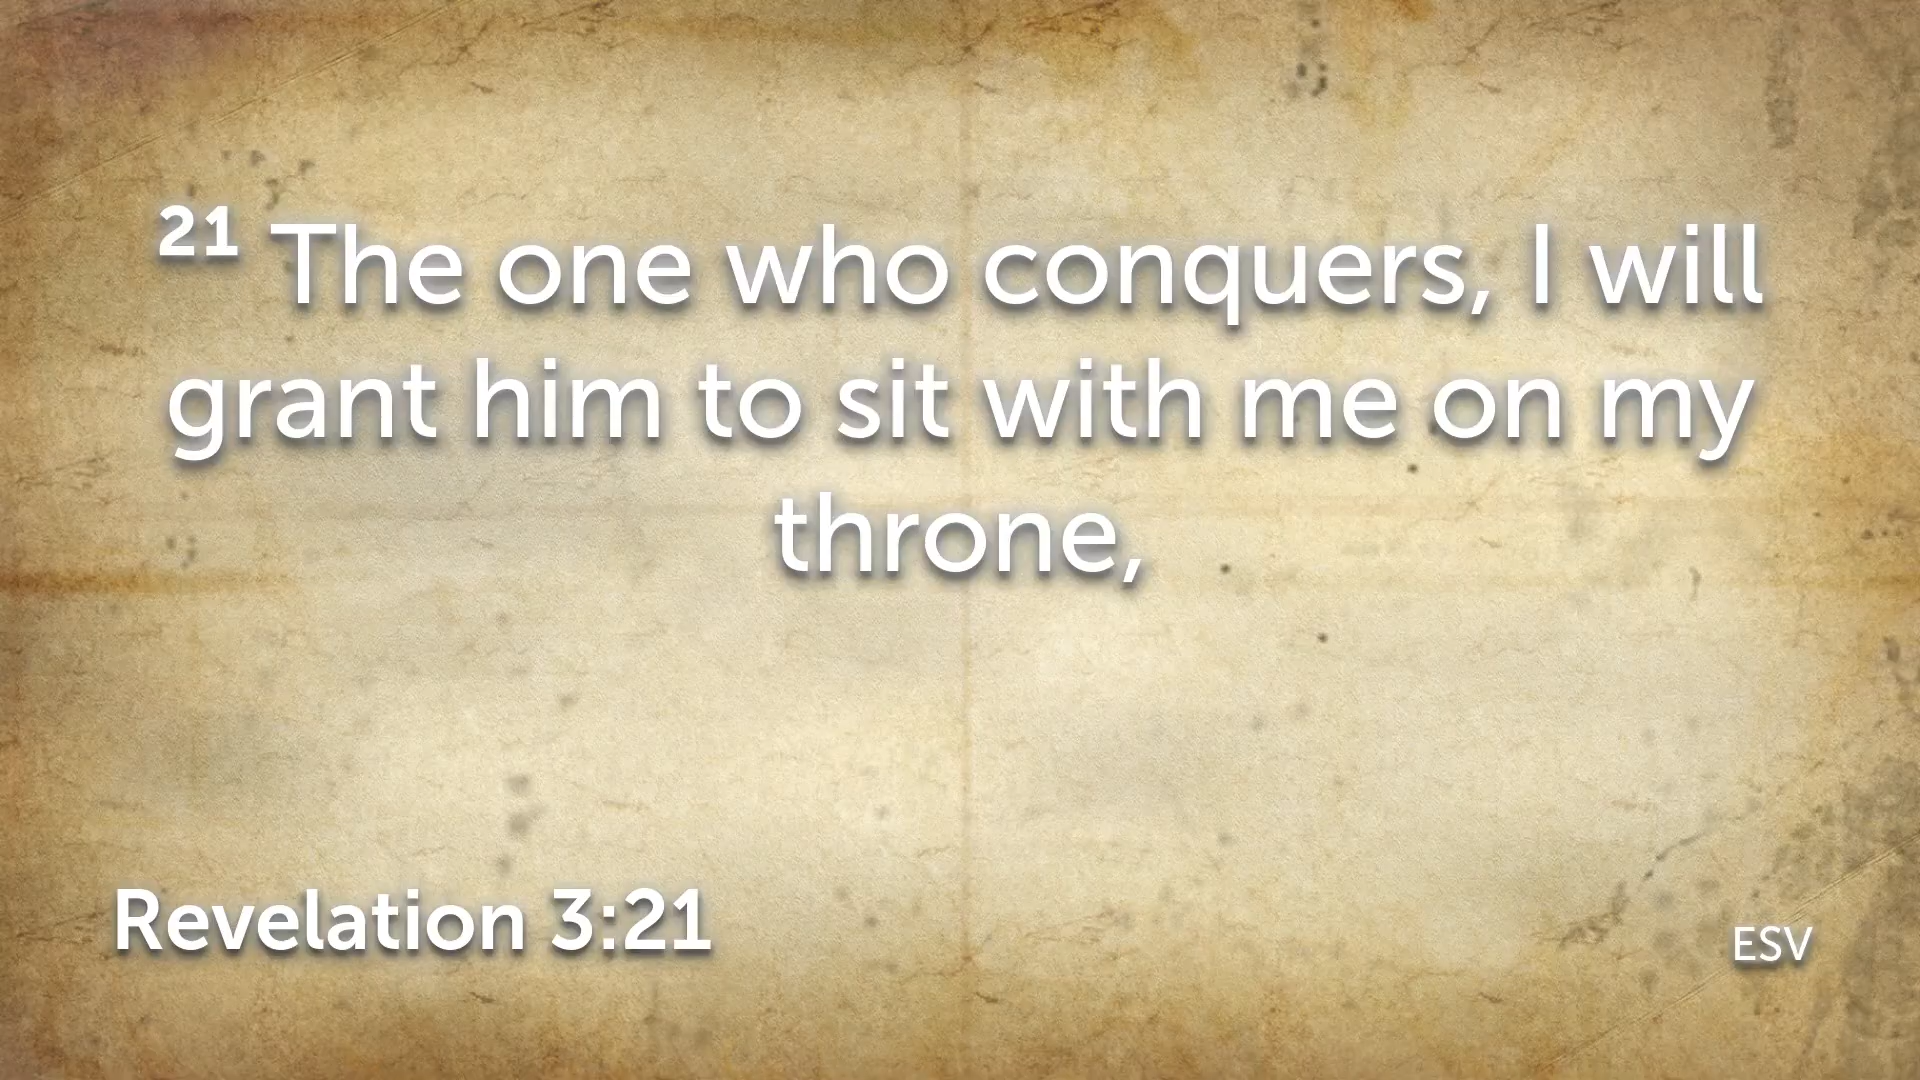 21 The one who conquers, I will
grant him to sit with me on my
throne,
Revelation 3:21
ESV